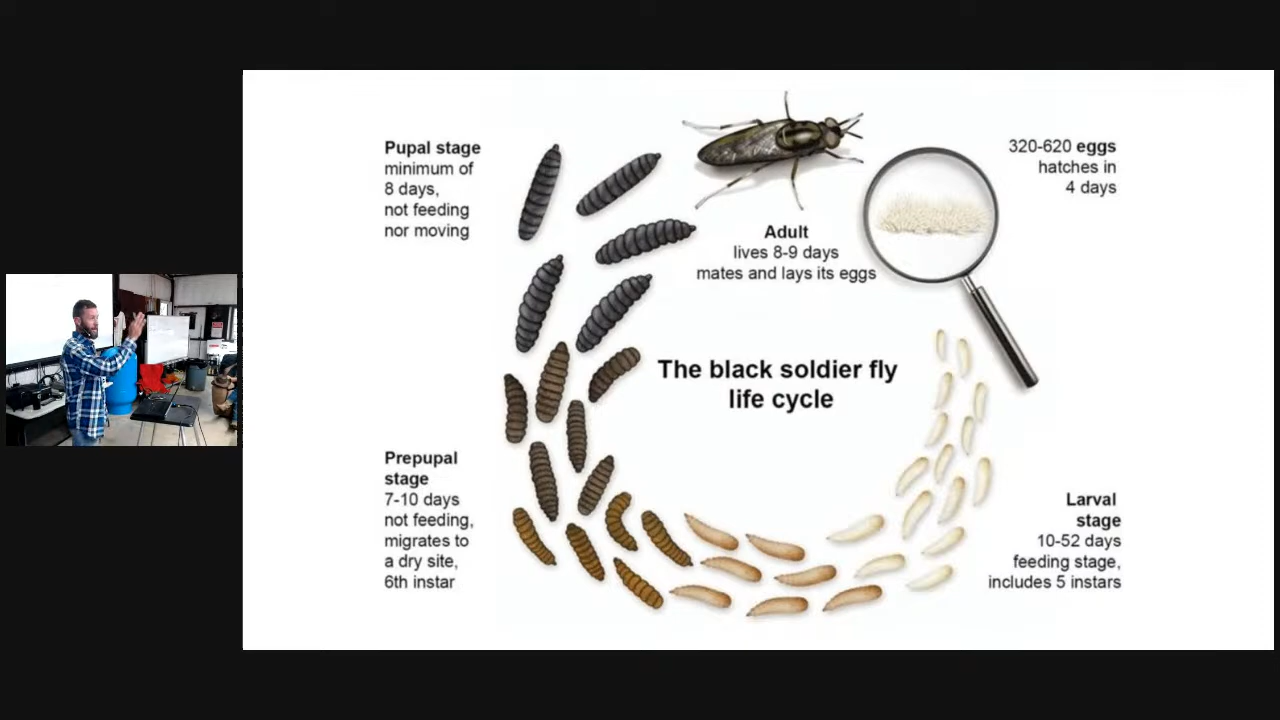 Pupal stage
minimum of
8 days,
not feeding
nor moving
320-620 eggs
hatches in
4 days
Adult
lives 8-9 days
mates and lays its eggs
The black soldier fly
life cycle
Prepupal
stage
7-10 days
not feeding,
migrates to
a dry site,
6th instar
Larval
stage
10-52 days
feeding stage,
includes 5 instars